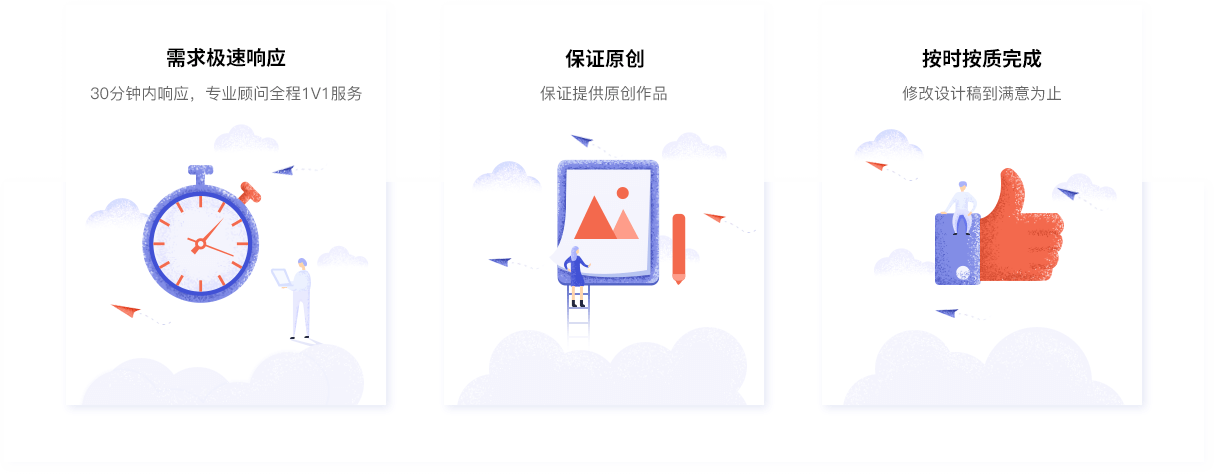 需求极速响应
30分钟内响应，专业顾问全程1V1服务
保证原创
保证提供原创作品
按时按质完成
修改设计稿到满意为止